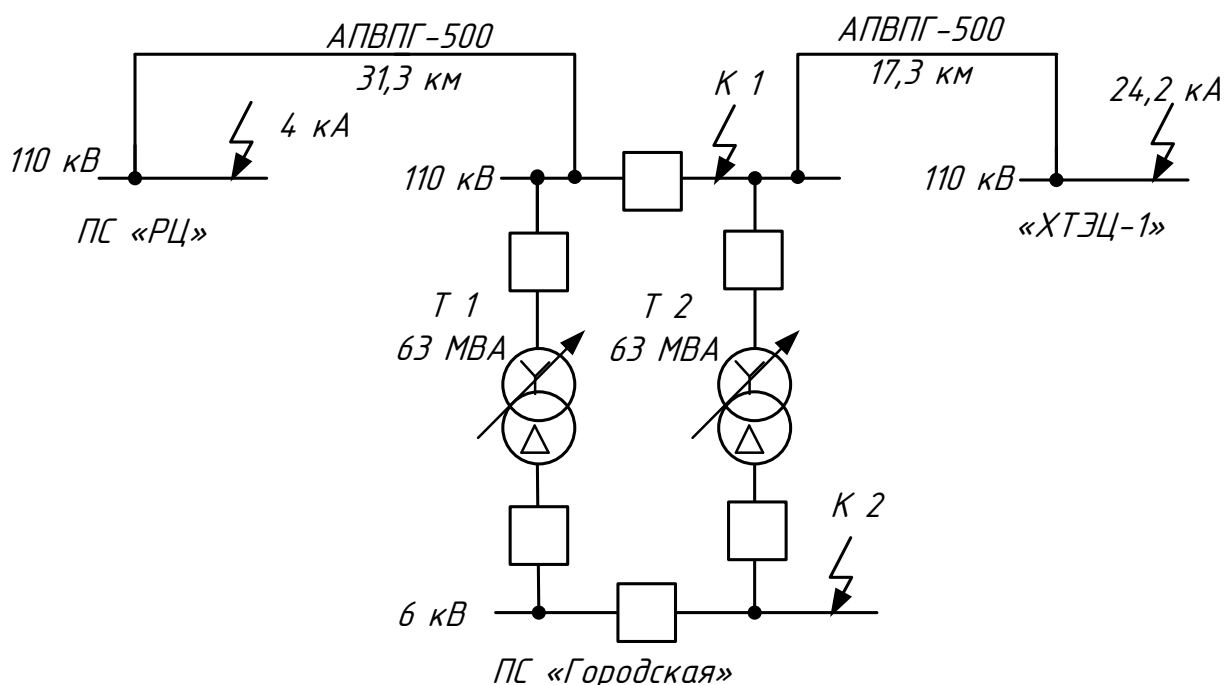 АПВПГ-500
31,3 км
АПВПГ-500
17,3 км
К 1
4 кА
24,2 кА
110 кВ
110 кВ
110 кВ
ПС «РЦ»
«ХТЭЦ-1»
Т 1
63 МВА
Т 2
63 МВА
К 2
6 кВ
ПС «Городская»